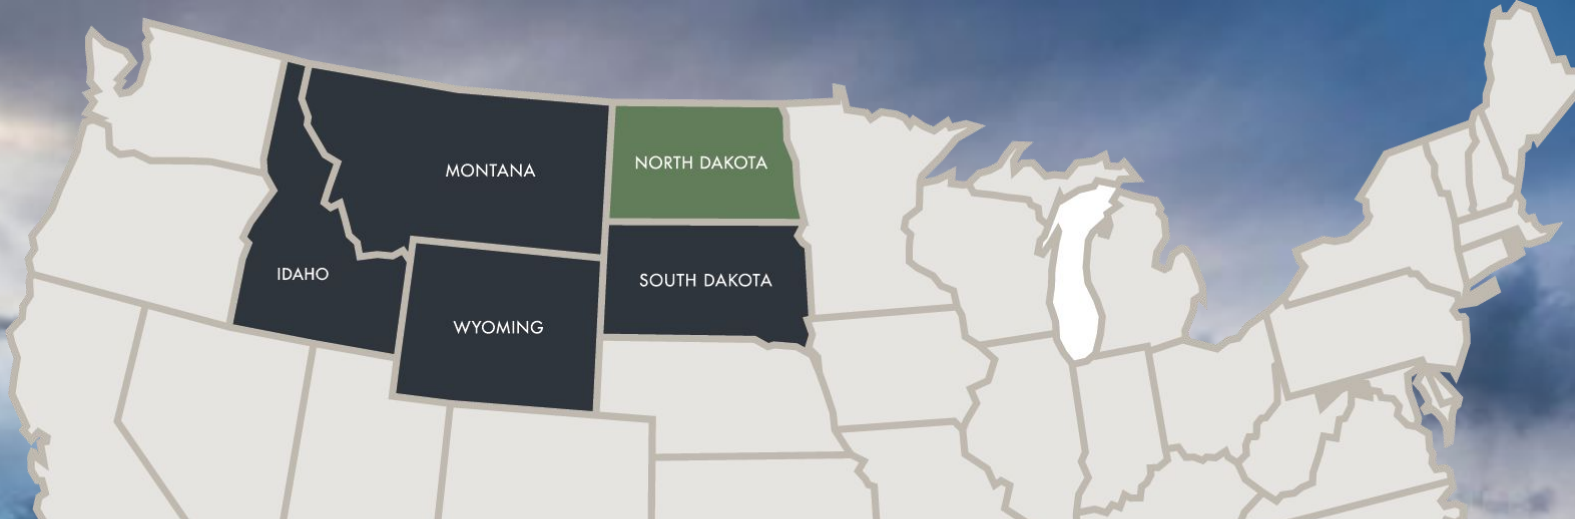 NORTH DAKOTA
MONTANA
IDAHO
SOUTH DAKOTA
WYOMING